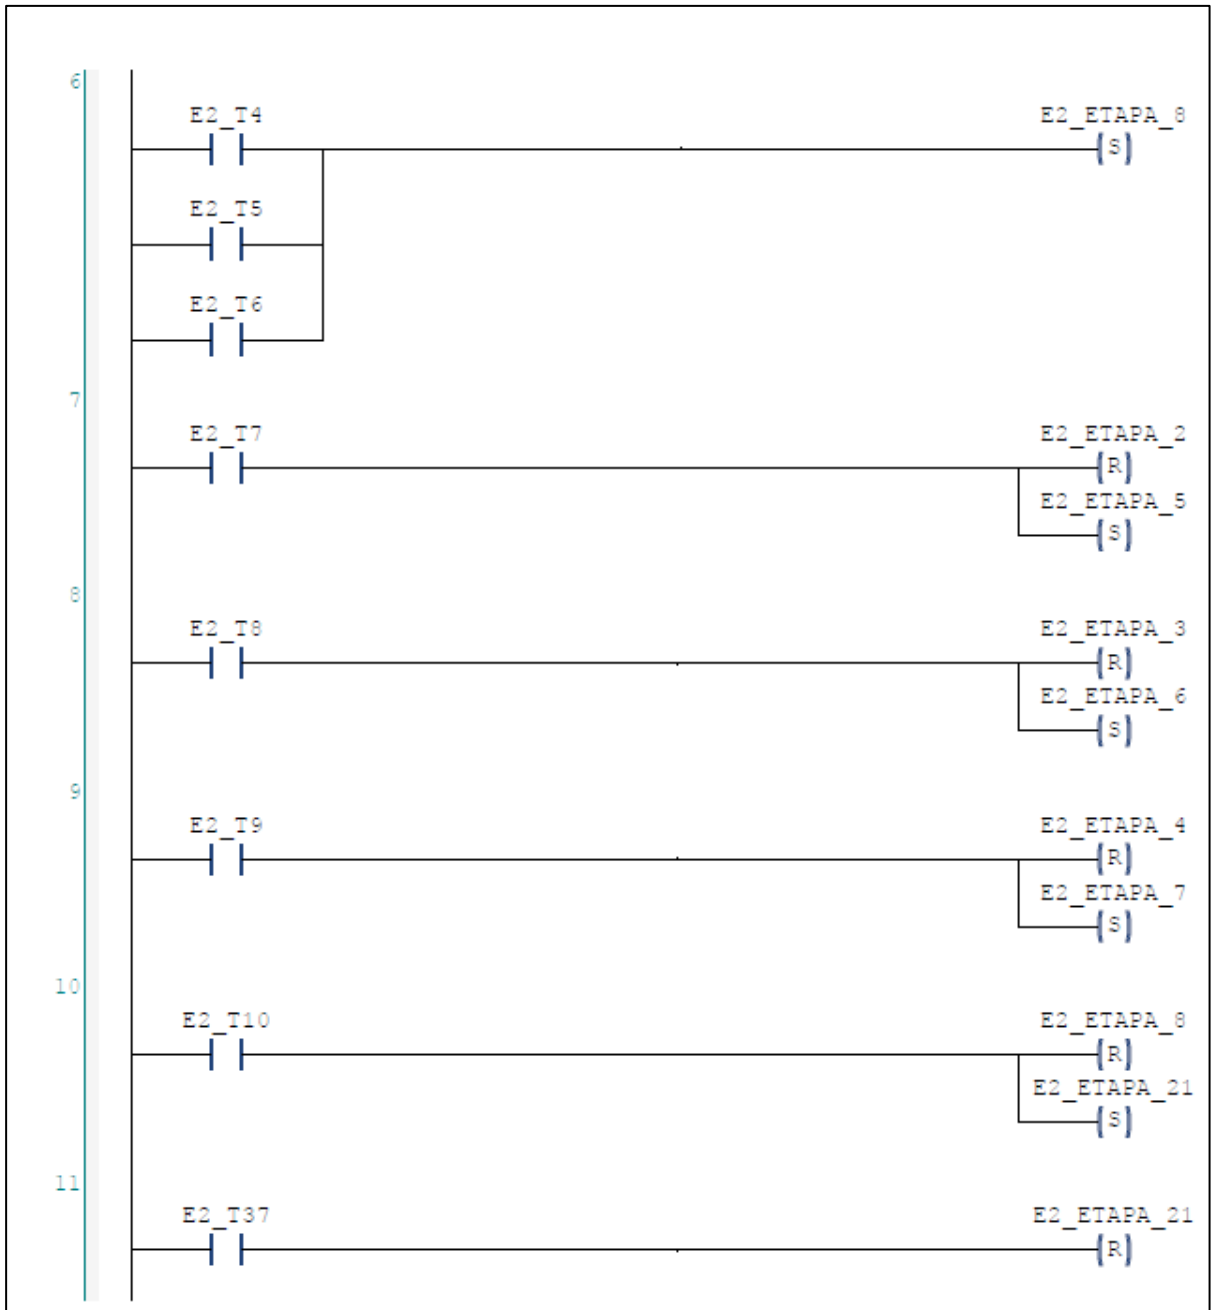 6
E2_T4 E2_ETAPA_8
S
E2_T5
E2_T6
7
E2_T7 E2_ETAPA_2
R
E2_ETAPA_5
S
8
E2_T8 E2_ETAPA_3
R
E2_ETAPA_6
S
9
E2_T9 E2_ETAPA_4
R
E2_ETAPA_7
S
10
E2_T10 E2_ETAPA_8
R
E2_ETAPA_21
S
11
E2_T37 E2_ETAPA_21
R